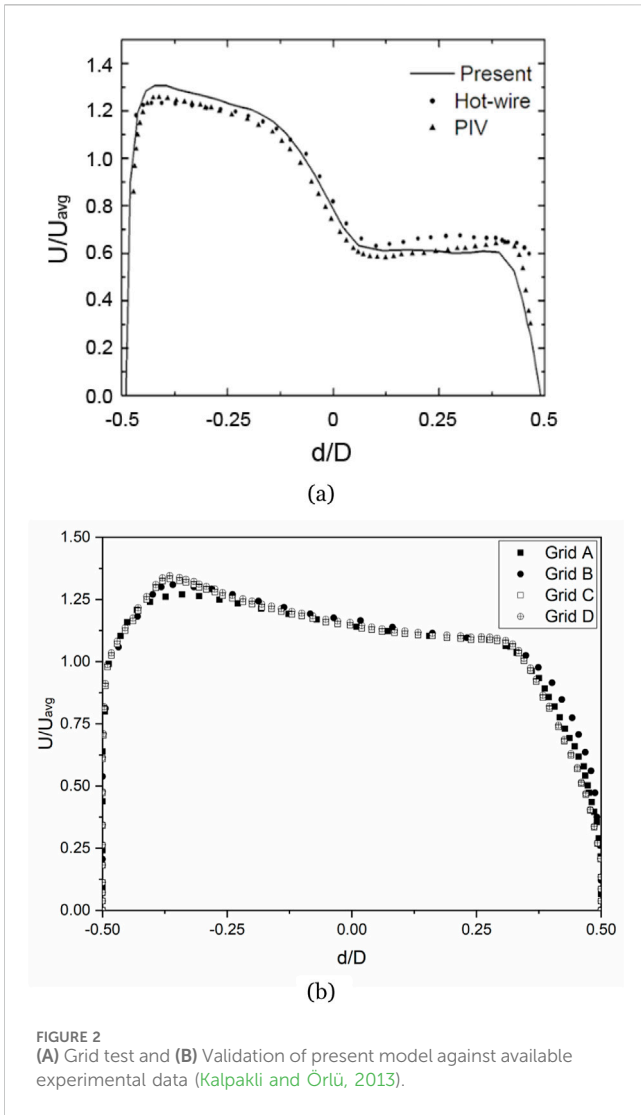 1.4
1.2
1.0
0.8
0.6
0.4
0.2
0.0
U/Uavg
Present
Hot-wire
PIV
-0.5 -0.25 0 0.25 0.5
d/D
(a)
1.50
1.25
1.00
0.75
0.50
0.25
0.00
U/Uavg
Grid A
Grid B
Grid C
Grid D
-0.50 -0.25 0.00 0.25 0.50
d/D
(b)
FIGURE 2
(A) Grid test and (B) Validation of present model against available
experimental data (Kalpakli and Örlü, 2013).